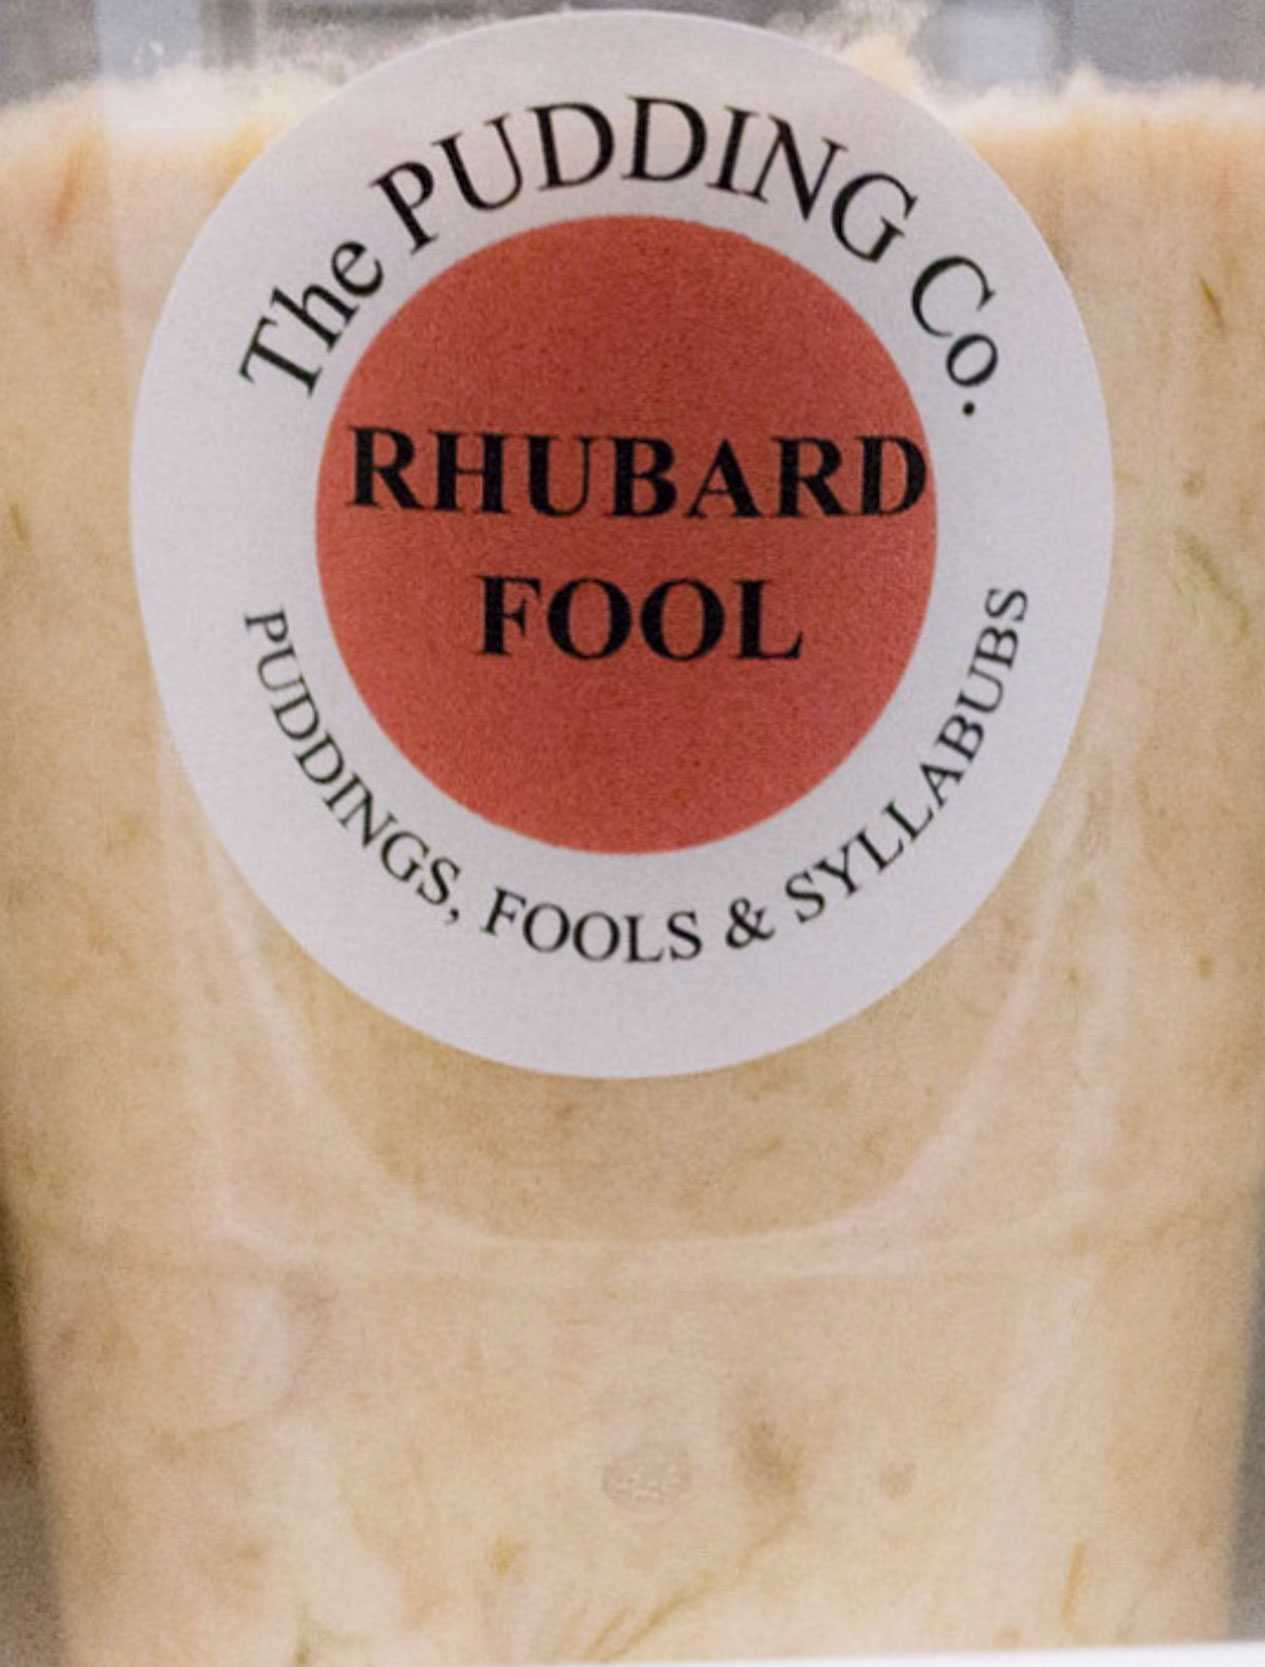 The PUDDING Co.
RHUBARD
FOOL
PUDDINGS, FOOLS & SYLLABUBS